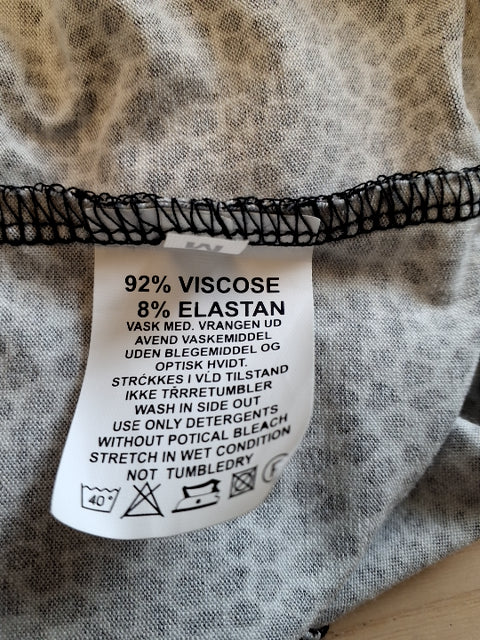 M
92% VISCOSE
8% ELASTAN
VASK MED. VRANGEN UD
AVEND VASKEMIDDEL
UDEN BLEGEMIDDEL OG
OPTISK HVIDT.
STRĆKKES I VLD TILSTAND
IKKE TŘRRETUMBLER
WASH IN SIDE OUT
USE ONLY DETERGENTS
WITHOUT POTICAL BLEACH
STRETCH IN WET CONDITION
NOT TUMBLEDRY
40° F